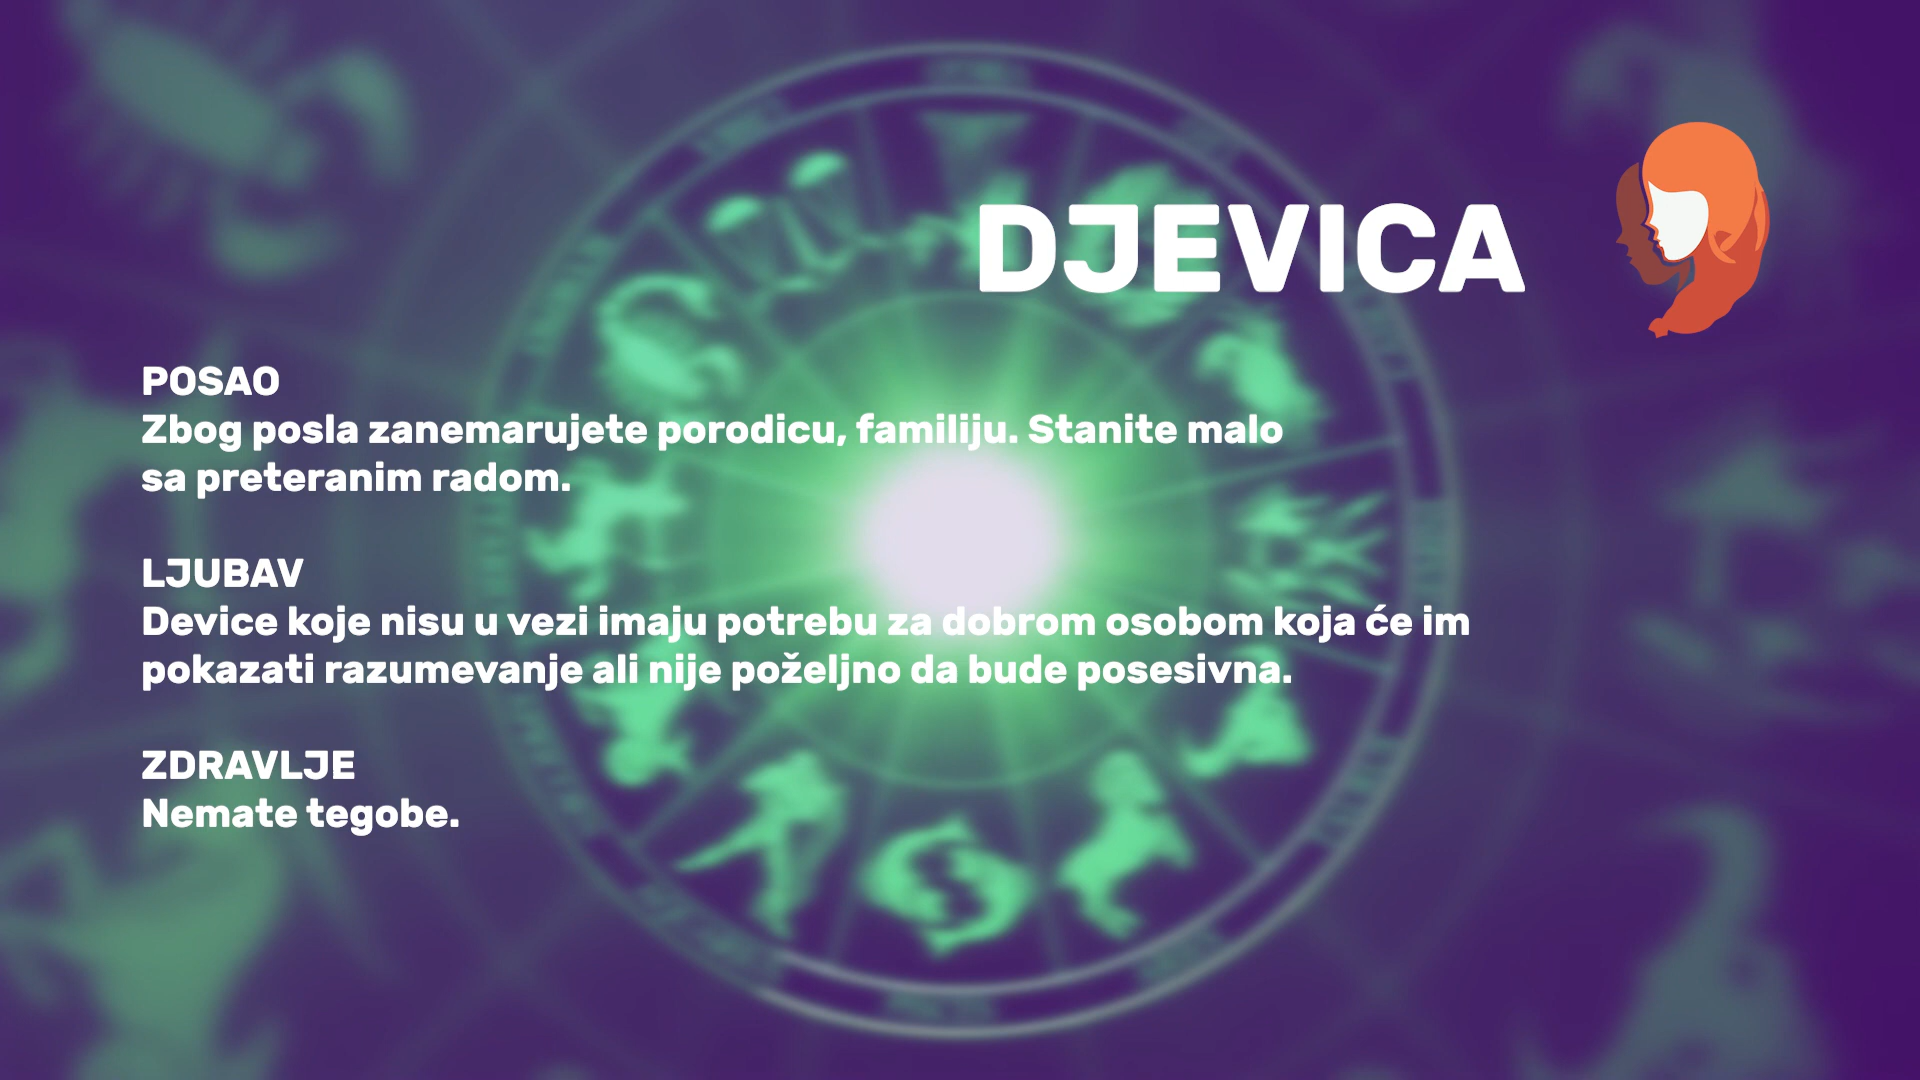 DJEVICA
POSAO
Zbog posla zanemarujete porodicu, familiju. Stanite malo
sa preteranim radom.
LJUBAV
Device koje nisu u vezi imaju potrebu za dobrom osobom koja će im
pokazati razumevanje ali nije poželjno da bude posesivna.
ZDRAVLJE
Nemate tegobe.